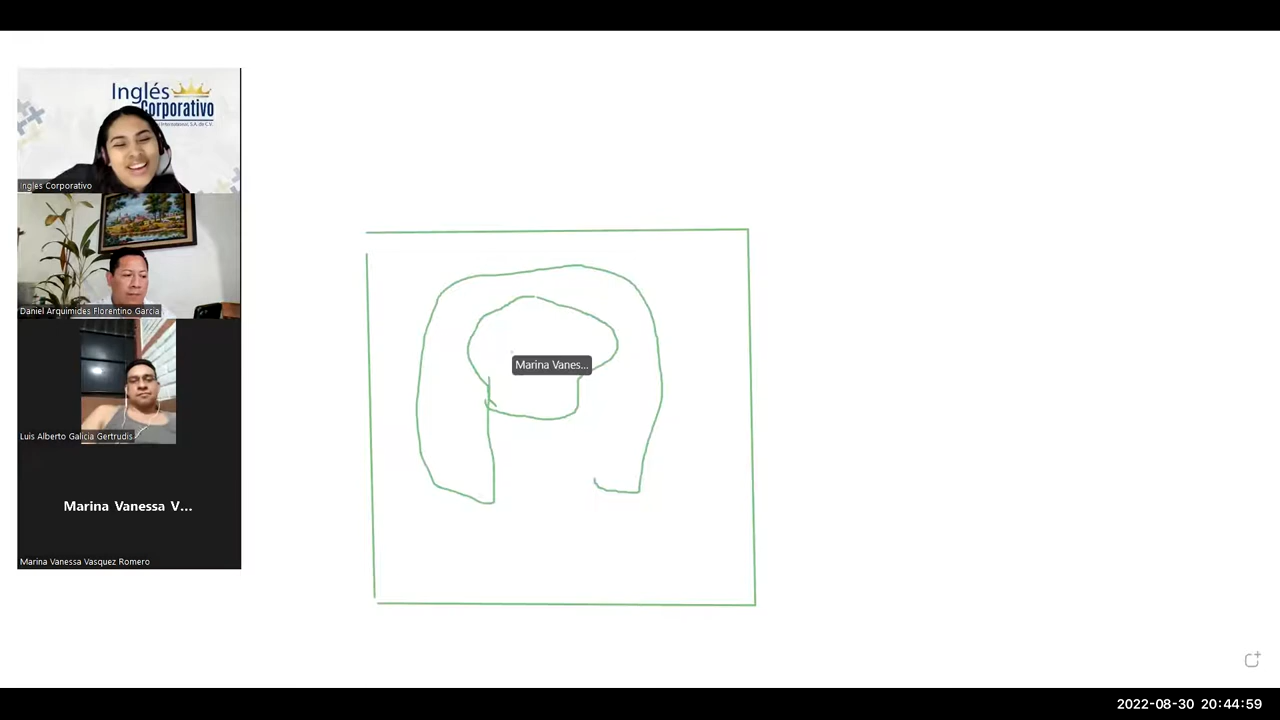 Inglés
Corporativo
Inglés Corporativo
Daniel Arquimides Florentino Garcia
Luis Alberto Galicia Gertrudis
Marina Vanessa V...
Marina Vanessa Vasquez Romero
Marina Vanes...
2022-08-30 20:44:59